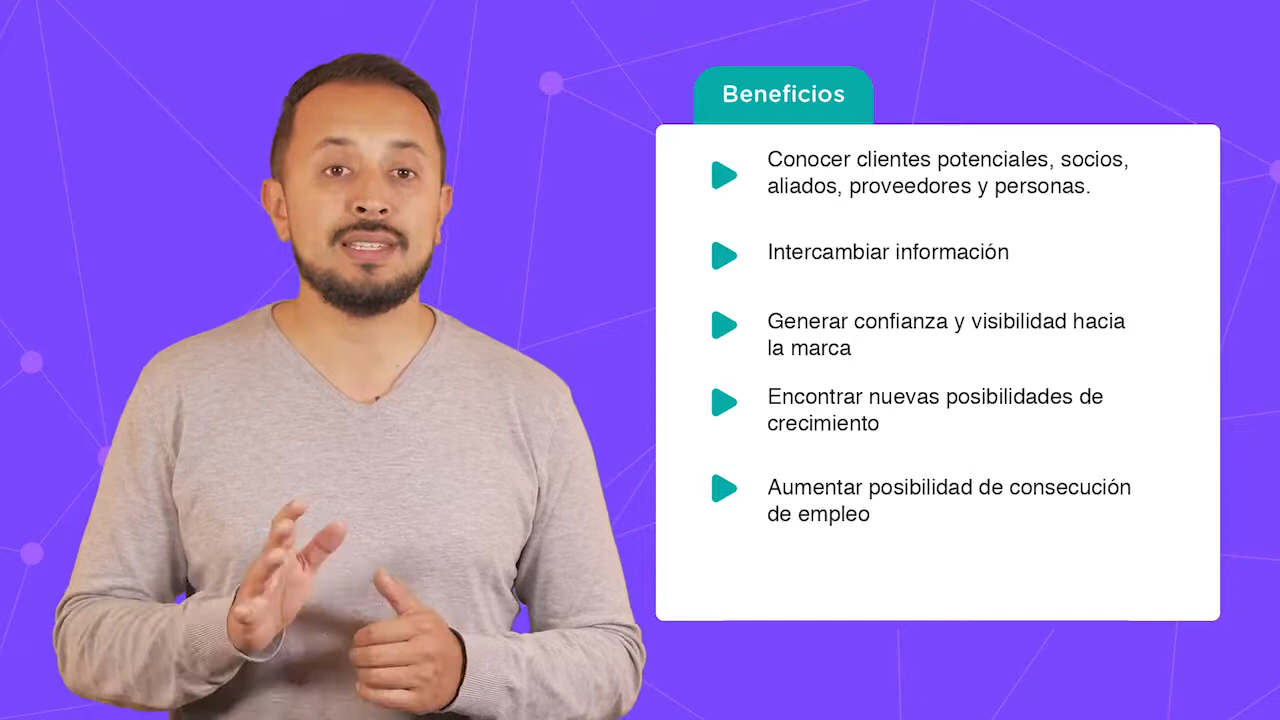 Beneficios
Conocer clientes potenciales, socios,
aliados, proveedores y personas.
Intercambiar información
Generar confianza y visibilidad hacia
la marca
Encontrar nuevas posibilidades de
crecimiento
Aumentar posibilidad de consecución
de empleo